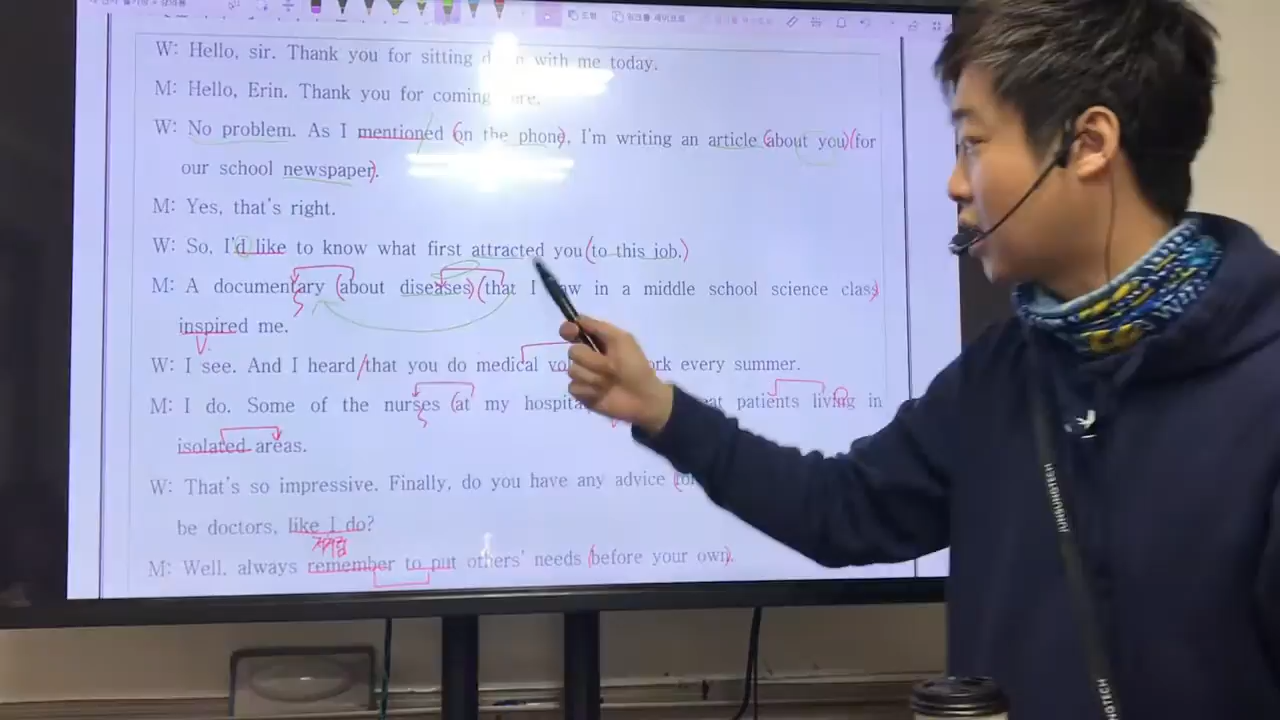 W: Hello, sir. Thank you for sitting with me today.
M: Hello, Erin. Thank you for coming
W: No problem. As I mentioned (on the phone), I'm writing an article (about you)(for
our school newspaper).
M: Yes, that's right.
W: So, I'd like to know what first attracted you (to this job.)
M: A documentary (about diseases)(that I in a middle school science class)
inspired me.
V.
W: I see. And I heard/that you do medical every summer.
M: I do. Some of the nurses (at my hospital patients living in
isolated areas.
W: That's so impressive. Finally, do you have any advice
be doctors, like I do?
처럼
M: Well, always remember to put others' needs (before your own).
JUNSUNGTECH